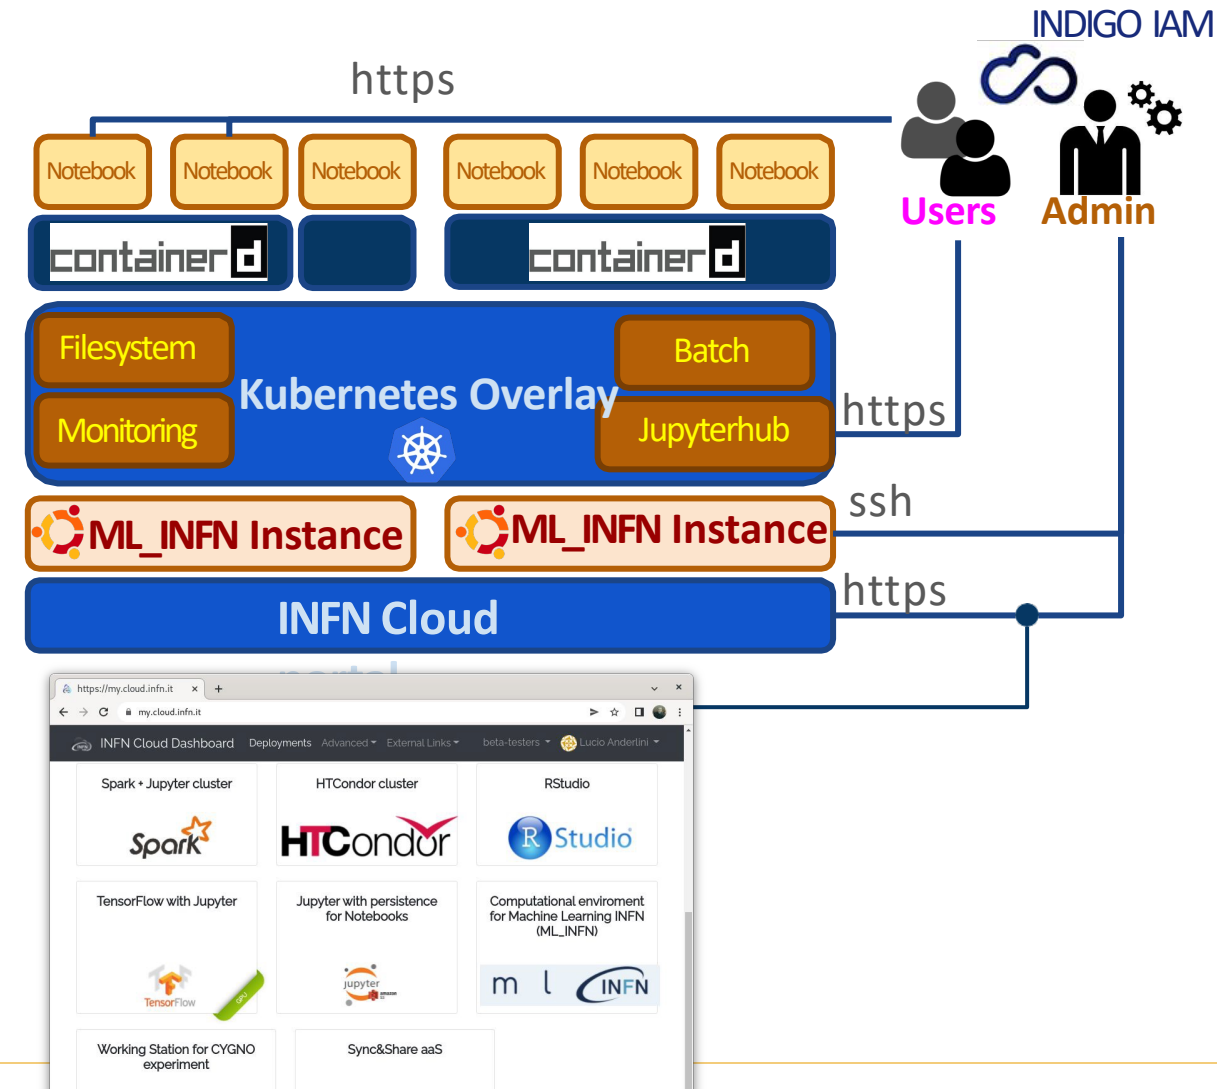 INDIGO IAM
https
Notebook Notebook Notebook Notebook Notebook Notebook
Users Admin
containerd containerd
Filesystem Batch
Kubernetes Overlay
Monitoring Jupyterhub
https
ssh
ML_INFN Instance ML_INFN Instance
https
INFN Cloud
portal
https://my.cloud.infn.it
my.cloud.infn.it
INFN Cloud Dashboard Deployments Advanced External Links beta-testers Lucio Anderlini
Spark + Jupyter cluster HTCondor cluster RStudio
Spark HTCondor R Studio
TensorFlow with Jupyter Jupyter with persistence Computational enviroment
for Notebooks for Machine Learning INFN
(ML_INFN)
TensorFlow GPU jupyter m l INFN
Working Station for CYGNO Sync&Share aaS
experiment